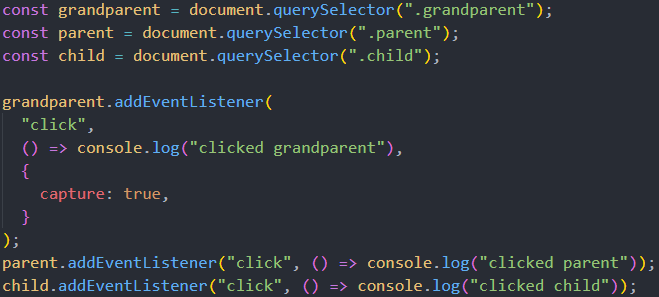 const grandparent = document.querySelector(".grandparent");
const parent = document.querySelector(".parent");
const child = document.querySelector(".child");

grandparent.addEventListener(
  "click",
  () => console.log("clicked grandparent"),
  {
    capture: true,
  }
);
parent.addEventListener("click", () => console.log("clicked parent"));
child.addEventListener("click", () => console.log("clicked child"));